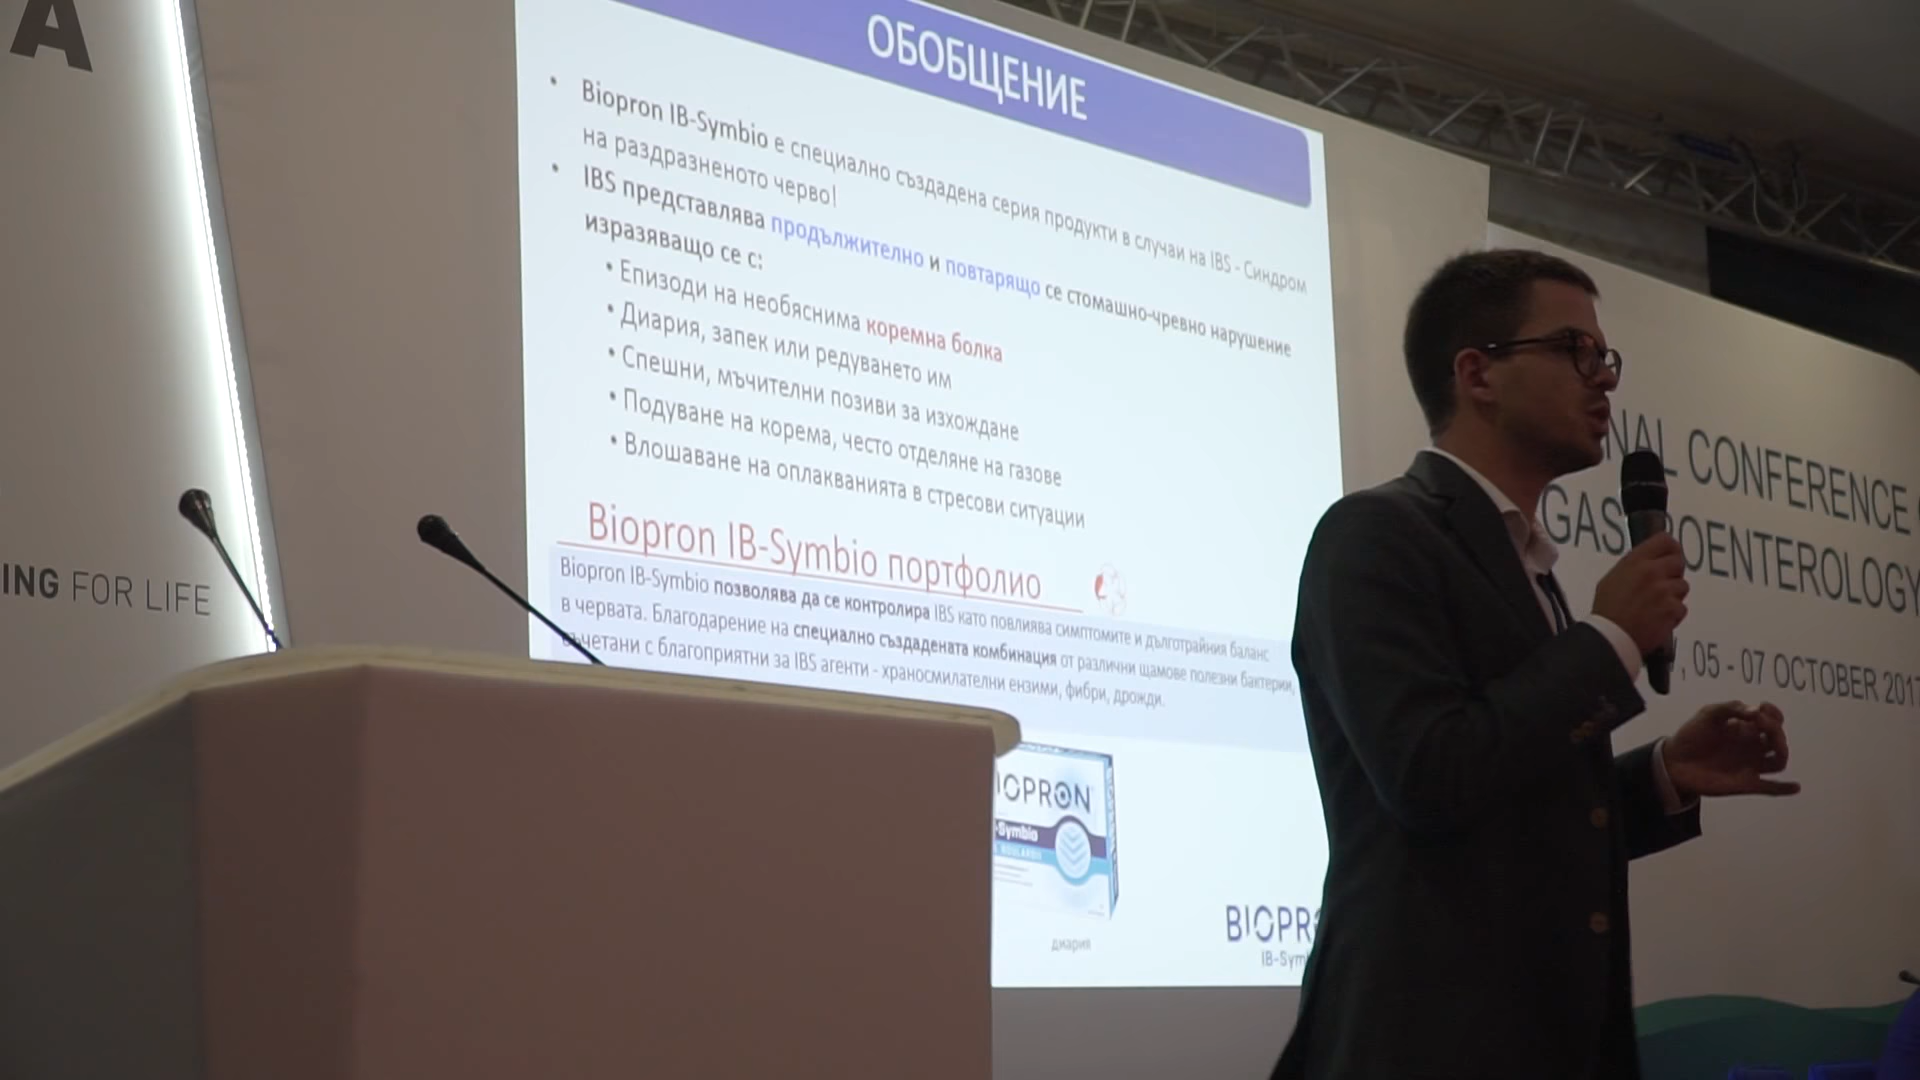 A
ING FOR LIFE
ОБОБЩЕНИЕ
• Biopron IB-Symbio е специално създадена серия продукти в случаи на IBS - Синдром
на раздразненото черво!
• IBS представлява продължително и повтарящо се стомашно-чревно нарушение
изразяващо се с:
• Епизоди на необяснима коремна болка
• Диария, запек или редуването им
• Спешни, мъчителни позиви за изхождане
• Подуване на корема, често отделяне на газове
• Влошаване на оплакванията в стресови ситуации
Biopron IB-Symbio портфолио
Biopron IB-Symbio позволява да се контролира IBS като повлиява симптомите и дълготрайния баланс
в червата. Благодарение на специално създадената комбинация от различни щамове полезни бактерии,
съчетани с благоприятни за IBS агенти - храносмилателни ензими, фибри, дрожди.
IOPRON
-Symbio
диария
BIOPR
IB-Sym
NAL CONFERENCE
GAS OENTEROLOGY
, 05 - 07 OCTOBER 2017